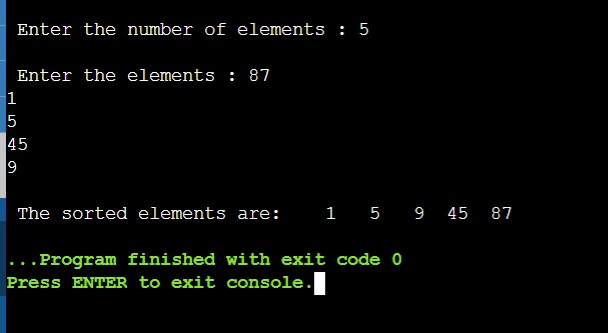 Enter the number of elements : 5
Enter the elements : 87
1
5
45
9
The sorted elements are:    1   5   9  45  87
...Program finished with exit code 0
Press ENTER to exit console.